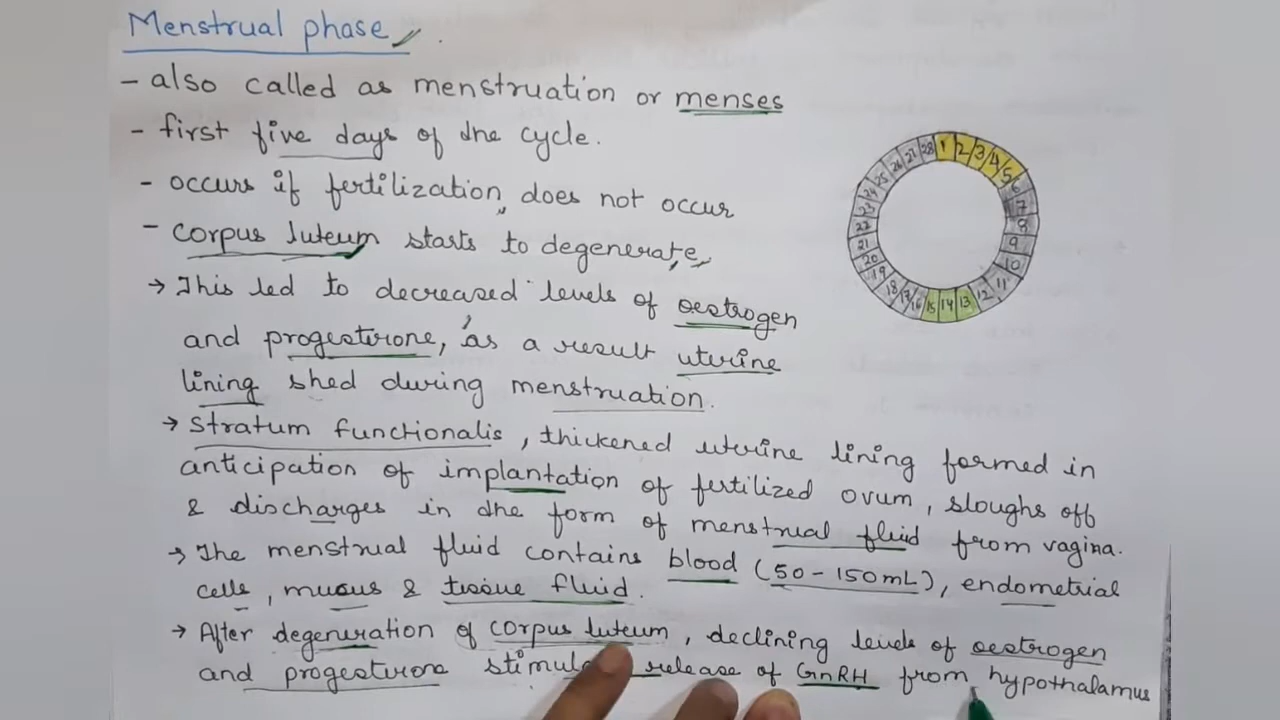 Menstrual phase
- also called as menstruation or menses
- first five days of the cycle.
- occurs if fertilization does not occur
- corpus luteum starts to degenerate,
→ This led to decreased levels of oestrogen
and progesterone, as a result uterine
lining shed during menstruation.
→ Stratum functionalis, thickened uterine lining formed in
anticipation of implantation of fertilized ovum, sloughs off
& discharges in the form of menstrual fluid from vagina.
→ The menstrual fluid contains blood (50-150mL), endometrial
cells, mucus & tissue fluid.
→ After degeneration of corpus luteum, declining levels of oestrogen
and progesterone release of GnRH from hypothalamus
1 2 3 4 5 6 7 8 9 10 11 12 13 14 15 16 17 18 19 20 21 22 23 24 25 26 27 28